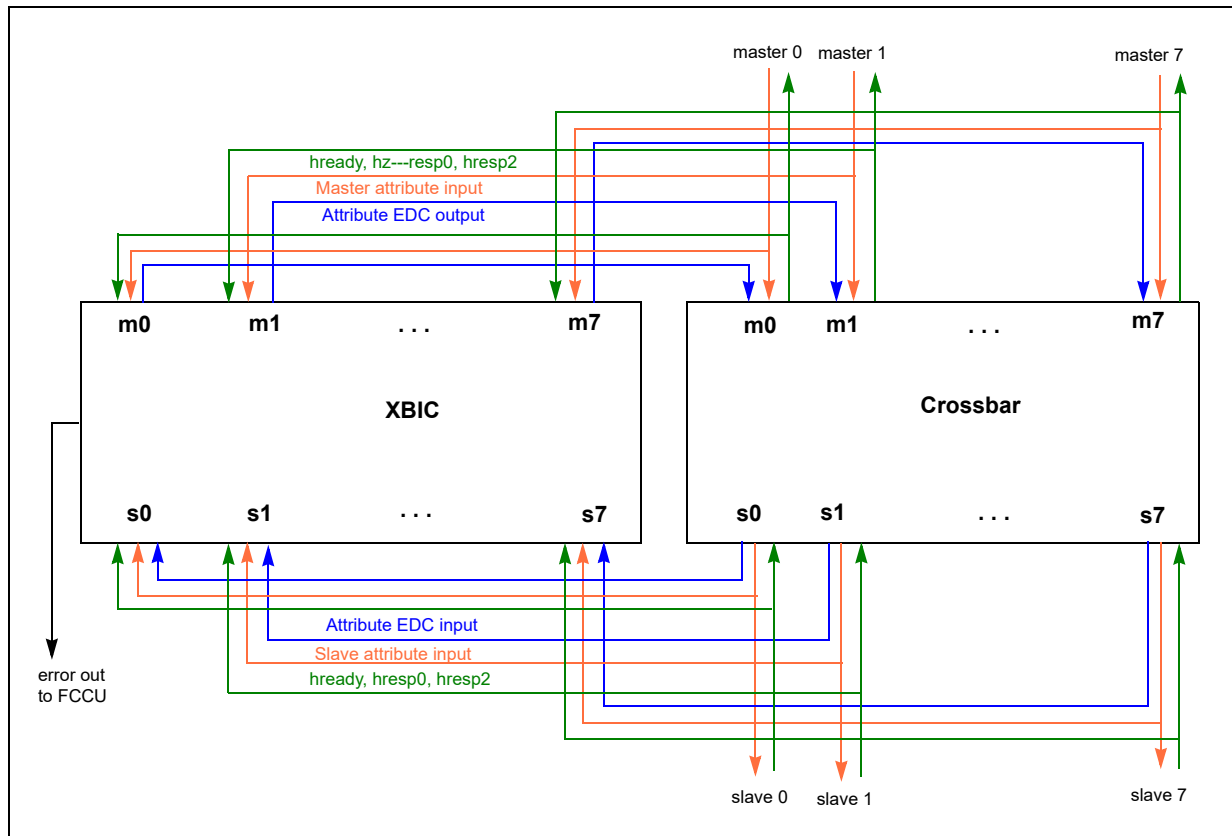 master 0 master 1 master 7
hready, hz---resp0, hresp2
Master attribute input
Attribute EDC output
m0 m1 . . . m7 m0 m1 . . . m7
XBIC Crossbar
s0 s1 . . . s7 s0 s1 . . . s7
Attribute EDC input
Slave attribute input
hready, hresp0, hresp2
error out
to FCCU
slave 0 slave 1 slave 7